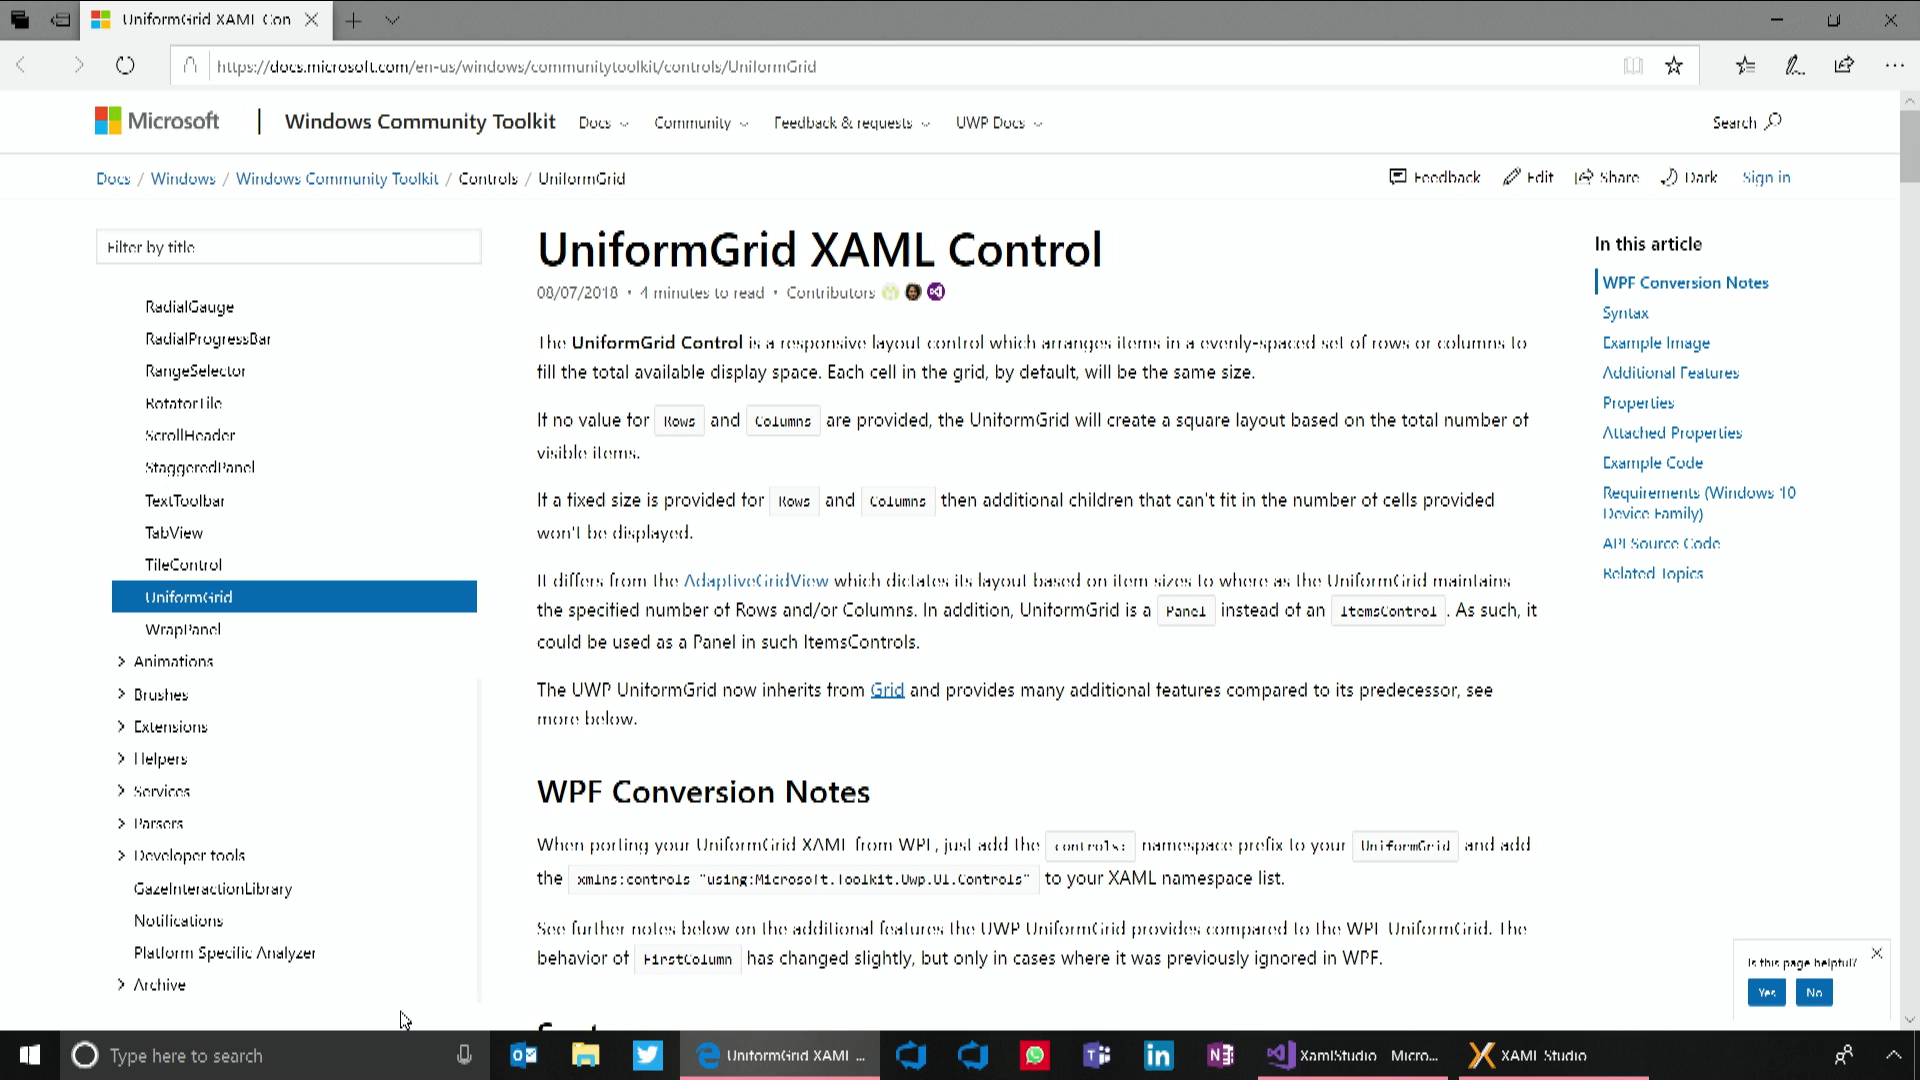 UniformGrid XAML Con
https://docs.microsoft.com/en-us/windows/communitytoolkit/controls/UniformGrid
Microsoft | Windows Community Toolkit Docs Community Feedback & requests UWP Docs Search
Docs / Windows / Windows Community Toolkit / Controls / UniformGrid
Feedback Edit Share Dark Sign in
Filter by title
RadialGauge
RadialProgressBar
RangeSelector
RotatorTile
ScrollHeader
StaggeredPanel
TextToolbar
TabView
TileControl
UniformGrid
WrapPanel
Animations
Brushes
Extensions
Helpers
Services
Parsers
Developer tools
GazeInteractionLibrary
Notifications
Platform Specific Analyzer
Archive
UniformGrid XAML Control
08/07/2018 • 4 minutes to read • Contributors
The UniformGrid Control is a responsive layout control which arranges items in a evenly-spaced set of rows or columns to
fill the total available display space. Each cell in the grid, by default, will be the same size.
If no value for Rows and Columns are provided, the UniformGrid will create a square layout based on the total number of
visible items.
If a fixed size is provided for Rows and Columns then additional children that can't fit in the number of cells provided
won't be displayed.
It differs from the AdaptiveGridView which dictates its layout based on item sizes to where as the UniformGrid maintains
the specified number of Rows and/or Columns. In addition, UniformGrid is a Panel instead of an ItemsControl . As such, it
could be used as a Panel in such ItemsControls.
The UWP UniformGrid now inherits from Grid and provides many additional features compared to its predecessor, see
more below.
WPF Conversion Notes
When porting your UniformGrid XAML from WPF, just add the controls: namespace prefix to your UniformGrid and add
the xmlns:controls "using:Microsoft.Toolkit.Uwp.UI.Controls" to your XAML namespace list.
See further notes below on the additional features the UWP UniformGrid provides compared to the WPF UniformGrid. The
behavior of FirstColumn has changed slightly, but only in cases where it was previously ignored in WPF.
In this article
WPF Conversion Notes
Syntax
Example Image
Additional Features
Properties
Attached Properties
Example Code
Requirements (Windows 10
Device Family)
API Source Code
Related Topics
Is this page helpful?
Yes No
Type here to search
UniformGrid XAML ...
XamlStudio Micro...
XAML Studio